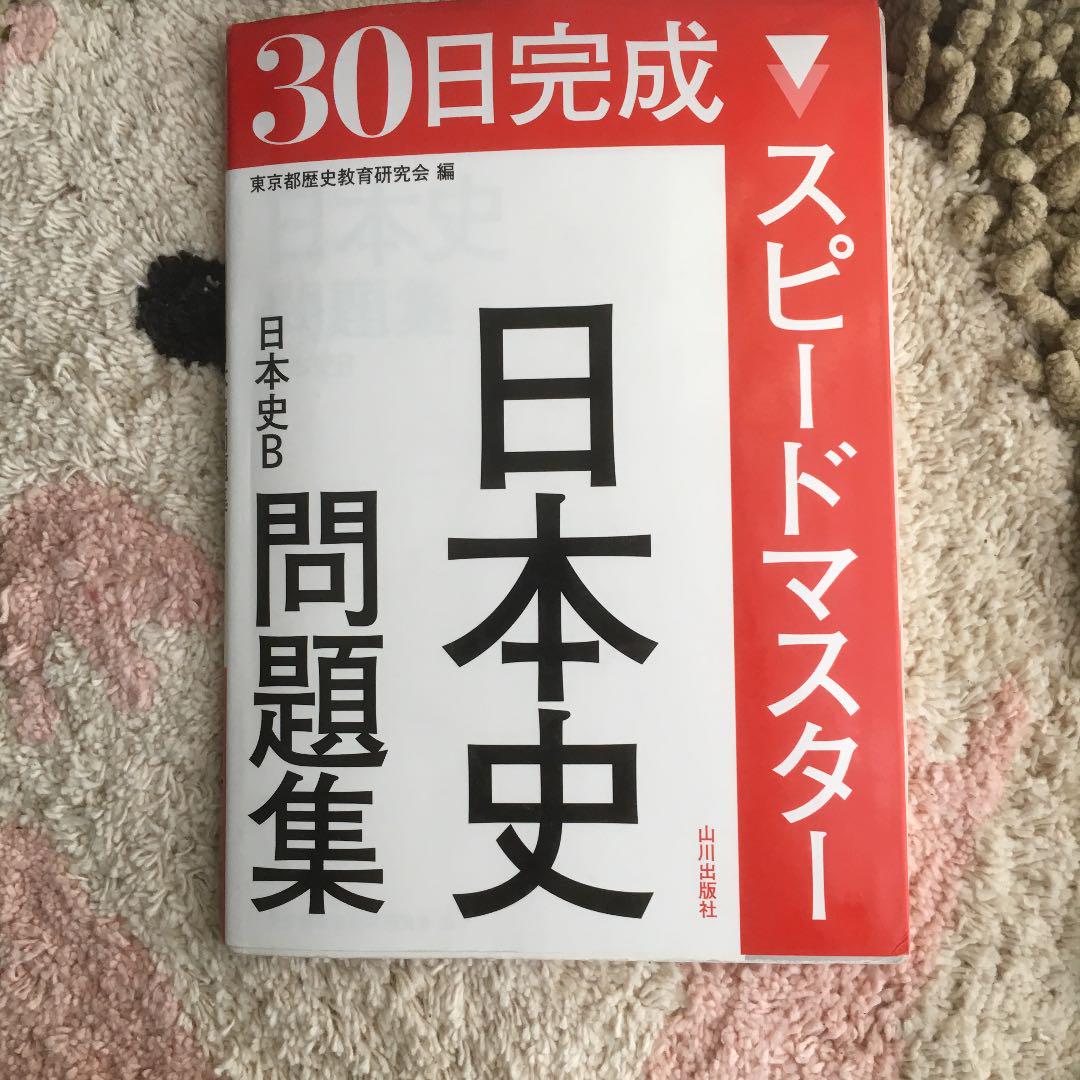 30日完成
スピードマスター
東京都歴史教育研究会 編
日本史
日本史B
問題集
山川出版社